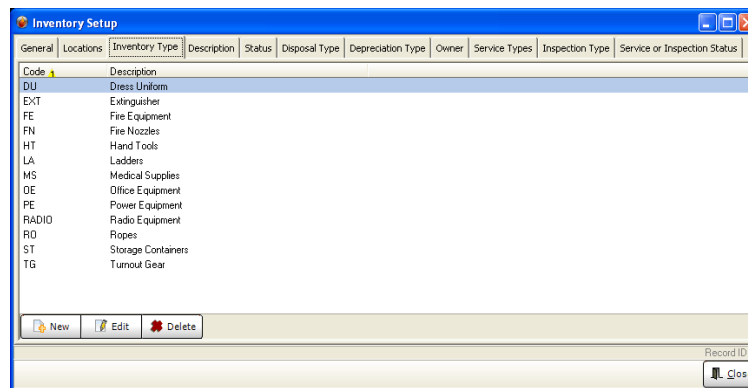 Inventory Setup
General Locations Inventory Type Description Status Disposal Type Depreciation Type Owner Service Types Inspection Type Service or Inspection Status
Code 1 Description
DU Dress Uniform
EXT Extinguisher
FE Fire Equipment
FN Fire Nozzles
HT Hand Tools
LA Ladders
MS Medical Supplies
OE Office Equipment
PE Power Equipment
RADIO Radio Equipment
RO Ropes
ST Storage Containers
TG Turnout Gear
New Edit Delete
Record ID
Clos